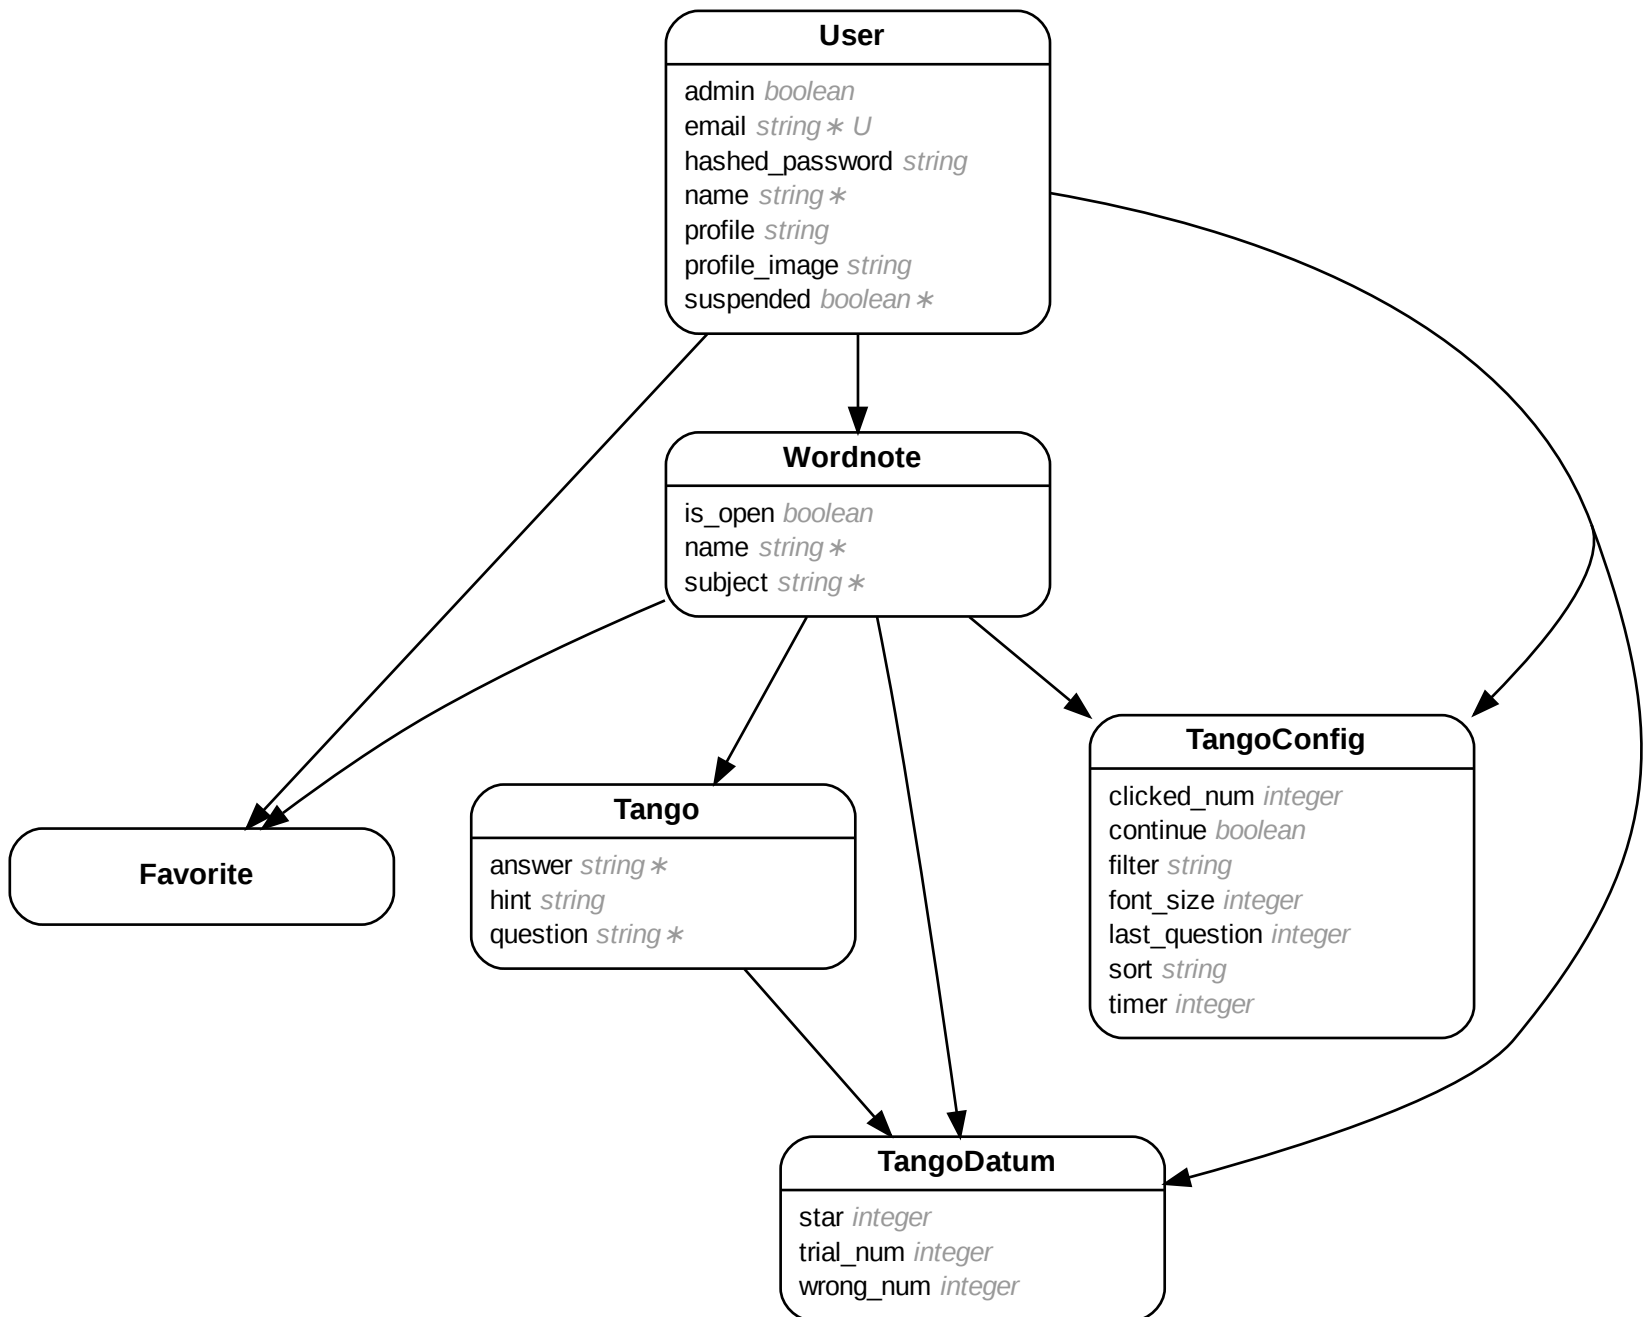 User
admin boolean
email string∗ U
hashed_password string
name string∗
profile string
profile_image string
suspended boolean∗
Wordnote
is_open boolean
name string∗
subject string∗
TangoConfig
clicked_num integer
continue boolean
filter string
font_size integer
last_question integer
sort string
timer integer
Tango
answer string∗
hint string
question string∗
Favorite
TangoDatum
star integer
trial_num integer
wrong_num integer